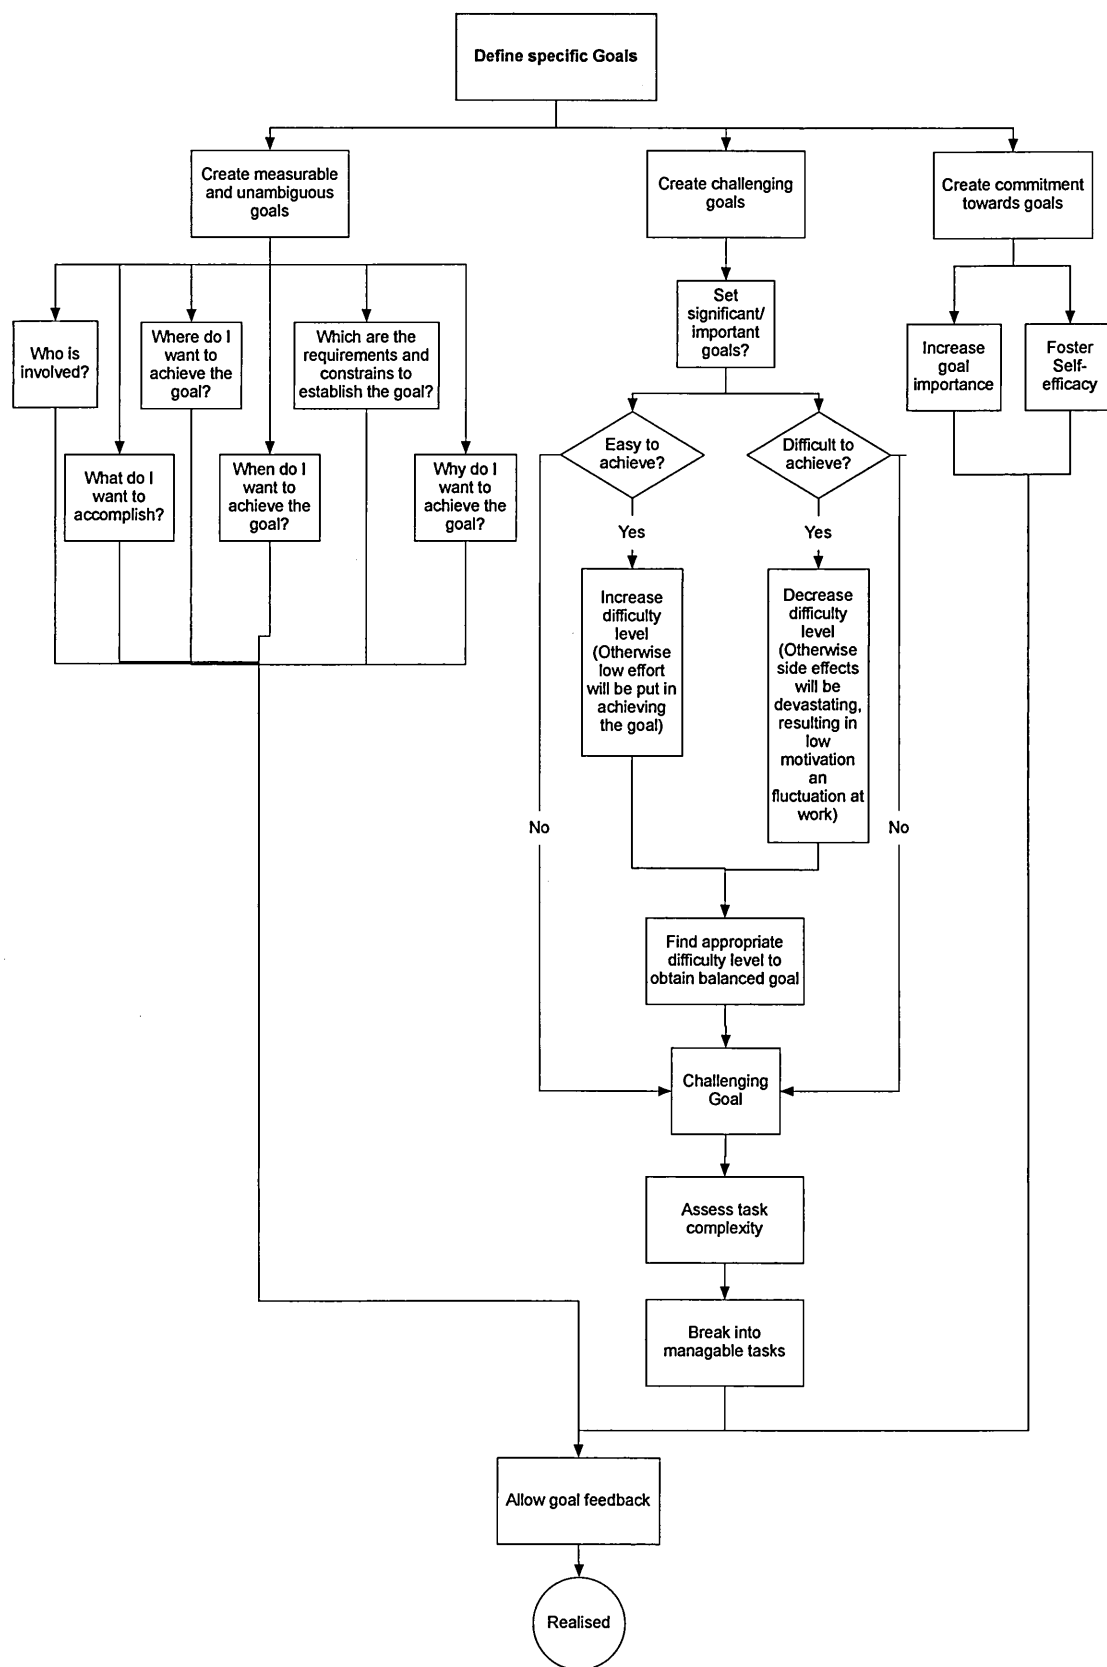 Define specific Goals
Create measurable
and unambiguous
goals
Create challenging
goals
Create commitment
towards goals
Set
significant/
important
goals?
Who is
involved?
Where do I
want to
achieve the
goal?
Which are the
requirements and
constrains to
establish the goal?
Increase
goal
importance
Foster
Self-
efficacy
What do I
want to
accomplish?
When do I
want to
achieve the
goal?
Why do I
want to
achieve the
goal?
Easy to
achieve?
Difficult to
achieve?
Yes
Yes
Increase
difficulty
level
(Otherwise
low effort
will be put in
achieving
the goal)
Decrease
difficulty
level
(Otherwise
side effects
will be
devastating,
resulting in
low
motivation
an
fluctuation at
work)
No
No
Find appropriate
difficulty level to
obtain balanced goal
Challenging
Goal
Assess task
complexity
Break into
managable tasks
Allow goal feedback
Realised